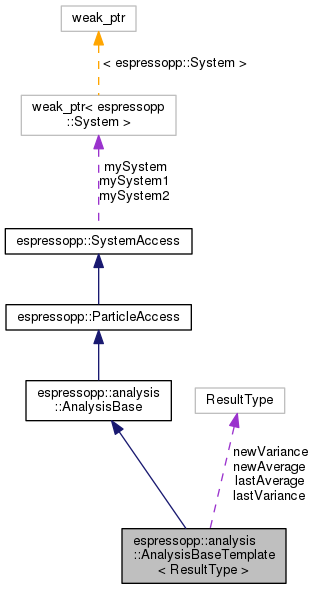 weak_ptr
< espressopp::System >
weak_ptr< espressopp
::System >
mySystem
mySystem1
mySystem2
espressopp::SystemAccess
espressopp::ParticleAccess
espressopp::analysis
::AnalysisBase
ResultType
newVariance
newAverage
lastAverage
lastVariance
espressopp::analysis
::AnalysisBaseTemplate
< ResultType >